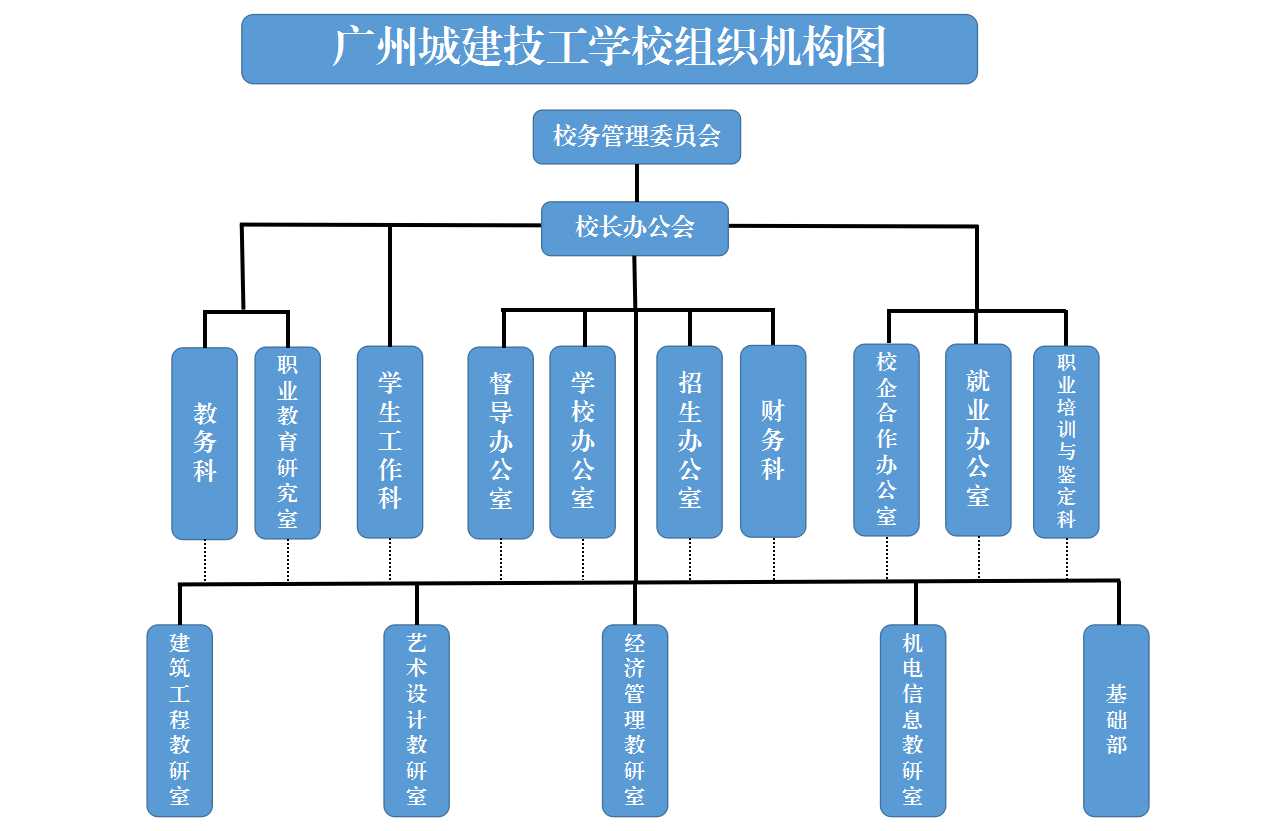 广州城建技工学校组织机构图
校务管理委员会
校长办公会
教务科
职业教育研究室
学生工作科
督导办公室
学校办公室
招生办公室
财务科
校企合作办公室
就业办公室
职业培训与鉴定科
建筑工程教研室
艺术设计教研室
经济管理教研室
机电信息教研室
基础部